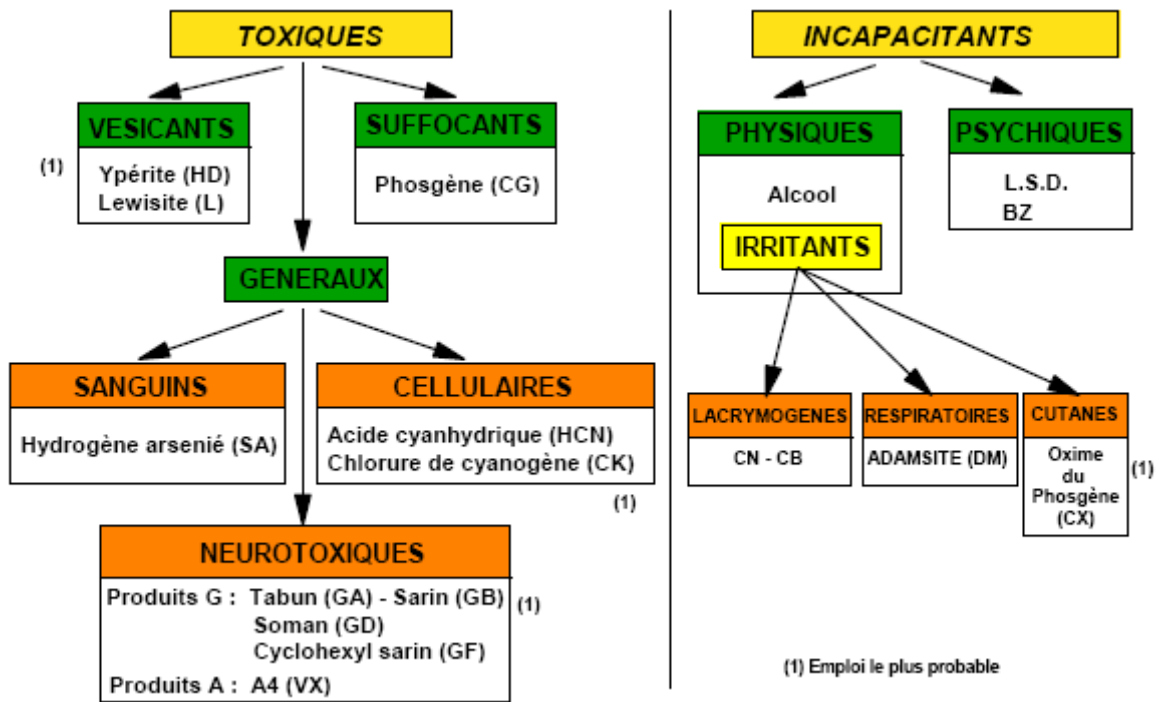 TOXIQUES
VESICANTS
(1)
Ypérite (HD)
Lewisite (L)
SUFFOCANTS
Phosgène (CG)
GENERAUX
SANGUINS
Hydrogène arsenié (SA)
CELLULAIRES
Acide cyanhydrique (HCN)
Chlorure de cyanogène (CK)
(1)
NEUROTOXIQUES
Produits G : Tabun (GA) - Sarin (GB)
(1)
Soman (GD)
Cyclohexyl sarin (GF)
Produits A : A4 (VX)
INCAPACITANTS
PHYSIQUES
Alcool
IRRITANTS
PSYCHIQUES
L.S.D.
BZ
LACRYMOGENES
CN - CB
RESPIRATOIRES
ADAMSITE (DM)
CUTANES
Oxime
du
Phosgène
(CX)
(1)
(1) Emploi le plus probable